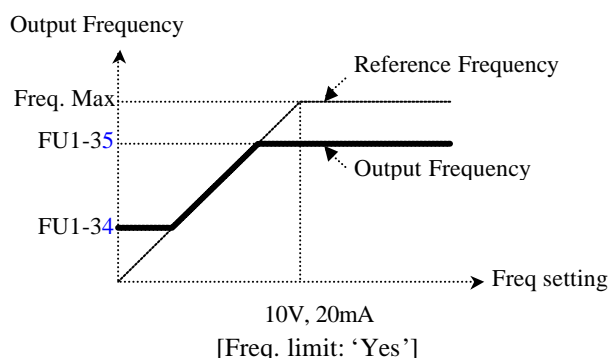 Output Frequency
Reference Frequency
Freq. Max
FU1-35
Output Frequency
FU1-34
Freq setting
10V, 20mA
[Freq. limit: ‘Yes’]